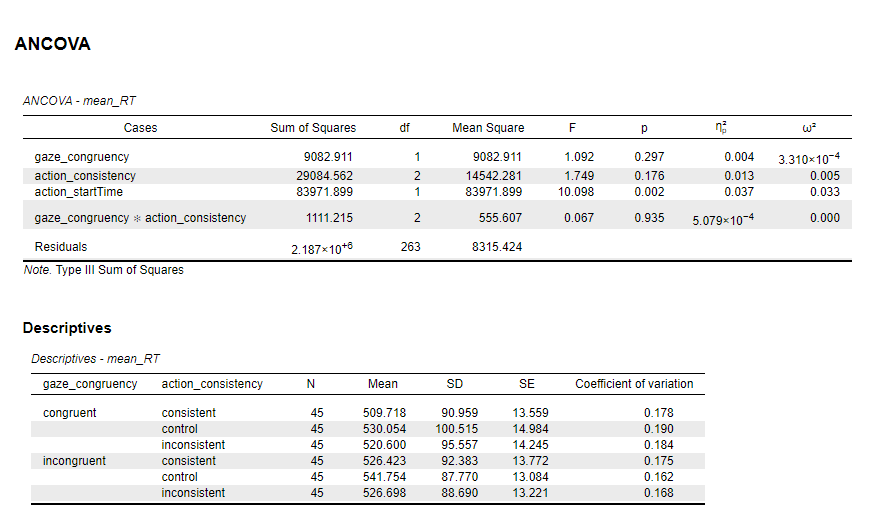 ANCOVA
ANCOVA - mean_RT
Cases Sum of Squares df Mean Square F p η²p ω²
gaze_congruency 9082.911 1 9082.911 1.092 0.297 0.004 3.310×10⁻⁴
action_consistency 29084.562 2 14542.281 1.749 0.176 0.013 0.005
action_startTime 83971.899 1 83971.899 10.098 0.002 0.037 0.033
gaze_congruency ✻ action_consistency 1111.215 2 555.607 0.067 0.935 5.079×10⁻⁴ 0.000
Residuals 2.187×10⁺⁶ 263 8315.424
Note. Type III Sum of Squares
Descriptives
Descriptives - mean_RT
gaze_congruency action_consistency N Mean SD SE Coefficient of variation
congruent consistent 45 509.718 90.959 13.559 0.178
control 45 530.054 100.515 14.984 0.190
inconsistent 45 520.600 95.557 14.245 0.184
incongruent consistent 45 526.423 92.383 13.772 0.175
control 45 541.754 87.770 13.084 0.162
inconsistent 45 526.698 88.690 13.221 0.168